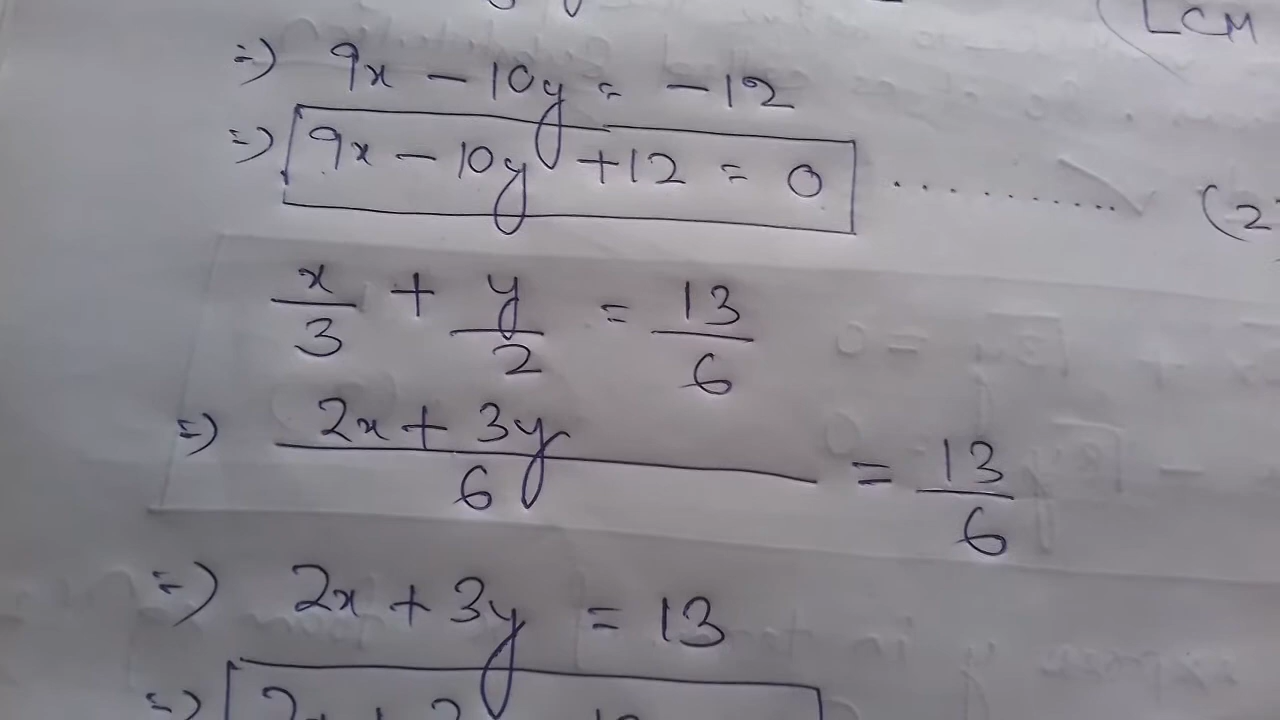 (LCM
=) 9x - 10y = -12
=) 9x - 10y + 12 = 0 ............ (2
x/3 + y/2 = 13/6
=) (2x + 3y)/6 = 13/6
=) 2x + 3y = 13
=)